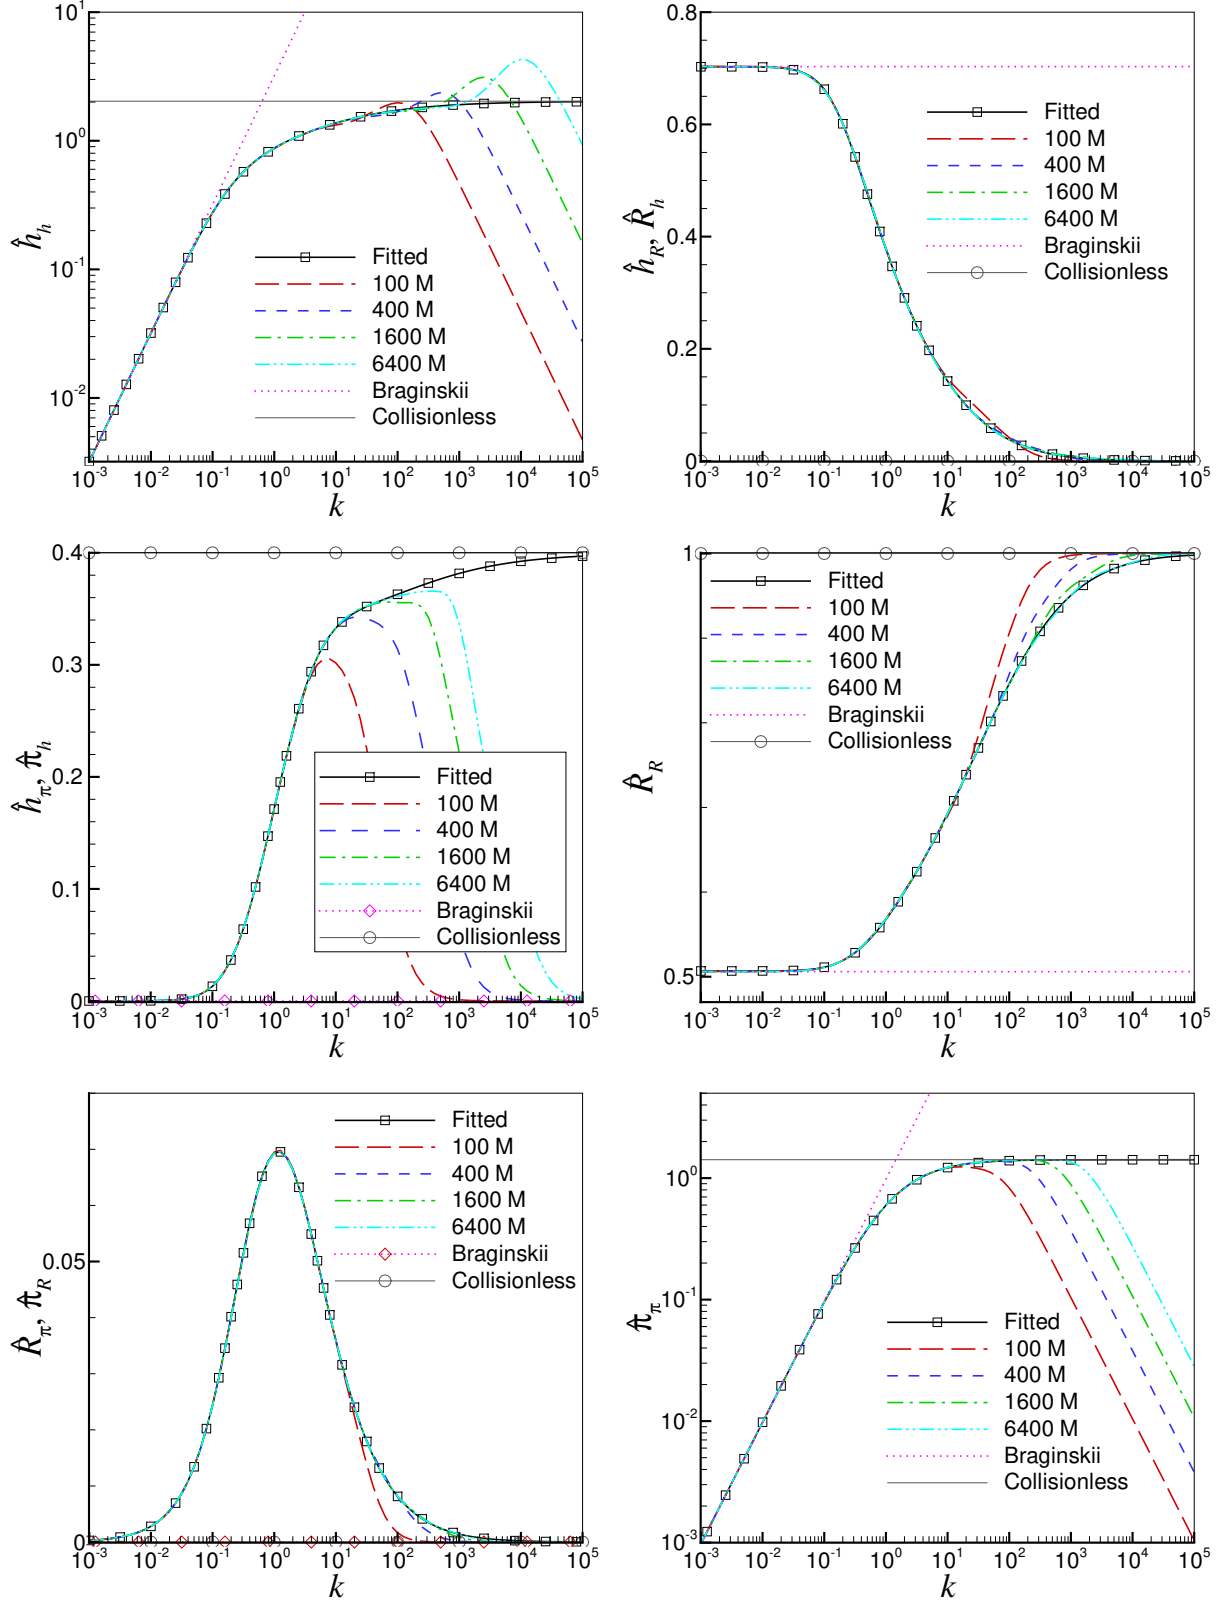 10^1
10^0
10^-1
10^-2
ĥ_h
Fitted
100 M
400 M
1600 M
6400 M
Braginskii
Collisionless
10^-3 10^-2 10^-1 10^0 10^1 10^2 10^3 10^4 10^5
k
0.8
0.6
0.4
0.2
0
ĥ_R, R̂_h
Fitted
100 M
400 M
1600 M
6400 M
Braginskii
Collisionless
10^-3 10^-2 10^-1 10^0 10^1 10^2 10^3 10^4 10^5
k
0.4
0.3
0.2
0.1
0
ĥ_π, π̂_h
Fitted
100 M
400 M
1600 M
6400 M
Braginskii
Collisionless
10^-3 10^-2 10^-1 10^0 10^1 10^2 10^3 10^4 10^5
k
1
0.5
R̂_R
Fitted
100 M
400 M
1600 M
6400 M
Braginskii
Collisionless
10^-3 10^-2 10^-1 10^0 10^1 10^2 10^3 10^4 10^5
k
0.05
0
R̂_π, π̂_R
Fitted
100 M
400 M
1600 M
6400 M
Braginskii
Collisionless
10^-3 10^-2 10^-1 10^0 10^1 10^2 10^3 10^4 10^5
k
10^0
10^-1
10^-2
10^-3
π̂_π
Fitted
100 M
400 M
1600 M
6400 M
Braginskii
Collisionless
10^-3 10^-2 10^-1 10^0 10^1 10^2 10^3 10^4 10^5
k